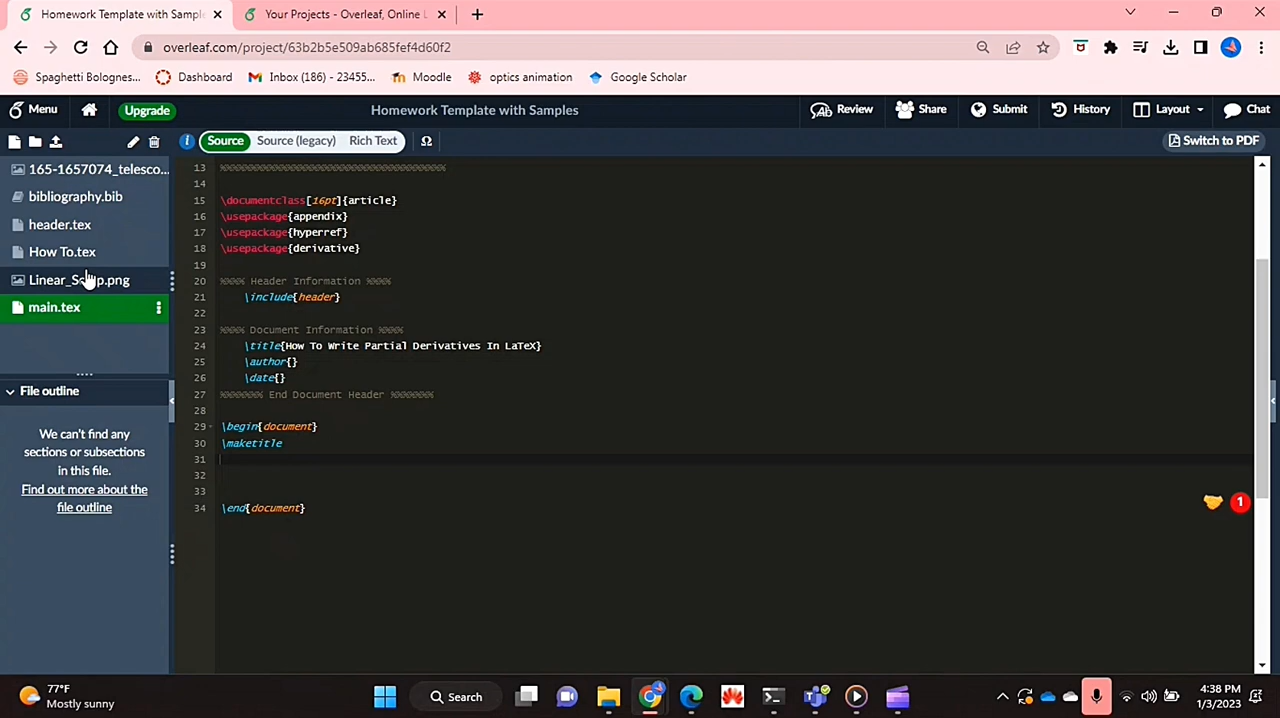 Homework Template with Sampl
Your Projects - Overleaf, Online L
overleaf.com/project/63b2b5e509ab685fef4d60f2
Spaghetti Bolognes...
Dashboard
Inbox (186) - 23455...
Moodle
optics animation
Google Scholar
Menu
Upgrade
Homework Template with Samples
Review
Share
Submit
History
Layout
Chat
Source
Source (legacy)
Rich Text
Ω
Switch to PDF
165-1657074_telesco...
bibliography.bib
header.tex
How To.tex
main.tex
File outline
We can't find any
sections or subsections
in this file.
Find out more about the
file outline
13 %%%%%%%%%%%%%%%%%%%%%%%%%%%%%%%%%%%%%
14
15 \documentclass[16pt]{article}
16 \usepackage{appendix}
17 \usepackage{hyperref}
18 \usepackage{derivative}
19
20 %%%% Header Information %%%%
21 \include{header}
22
23 %%%% Document Information %%%%
24 \title{How To Write Partial Derivatives In LaTeX}
25 \author{}
26 \date{}
27 %%%%%%% End Document Header %%%%%%%
28
29 \begin{document}
30 \maketitle
31
32
33
34 \end{document}
1
77°F
Mostly sunny
Search
4:38 PM
1/3/2023